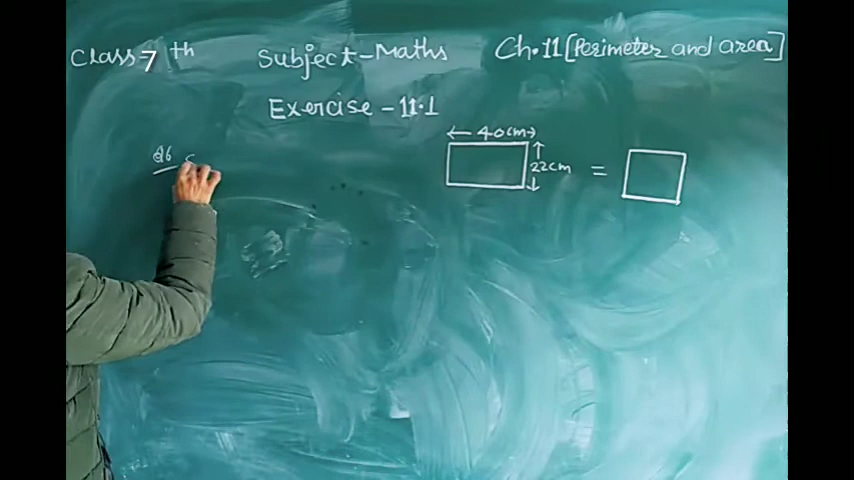 Class 7th Subject-Maths Ch.11 [Perimeter and area]
Exercise - 11.1
← 40cm →
Q6 S
↑ 22cm ↓ =